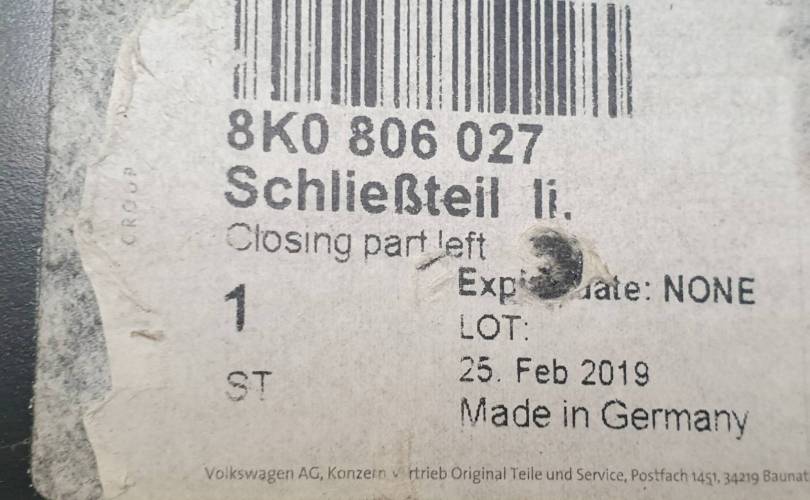 8K0 806 027
Schließteil li.
Closing part left
date: NONE
1
LOT:
ST
25. Feb 2019
Made in Germany
Volkswagen AG, Konzern Original Teile und Service, Postfach 1451, 34219
GROUP